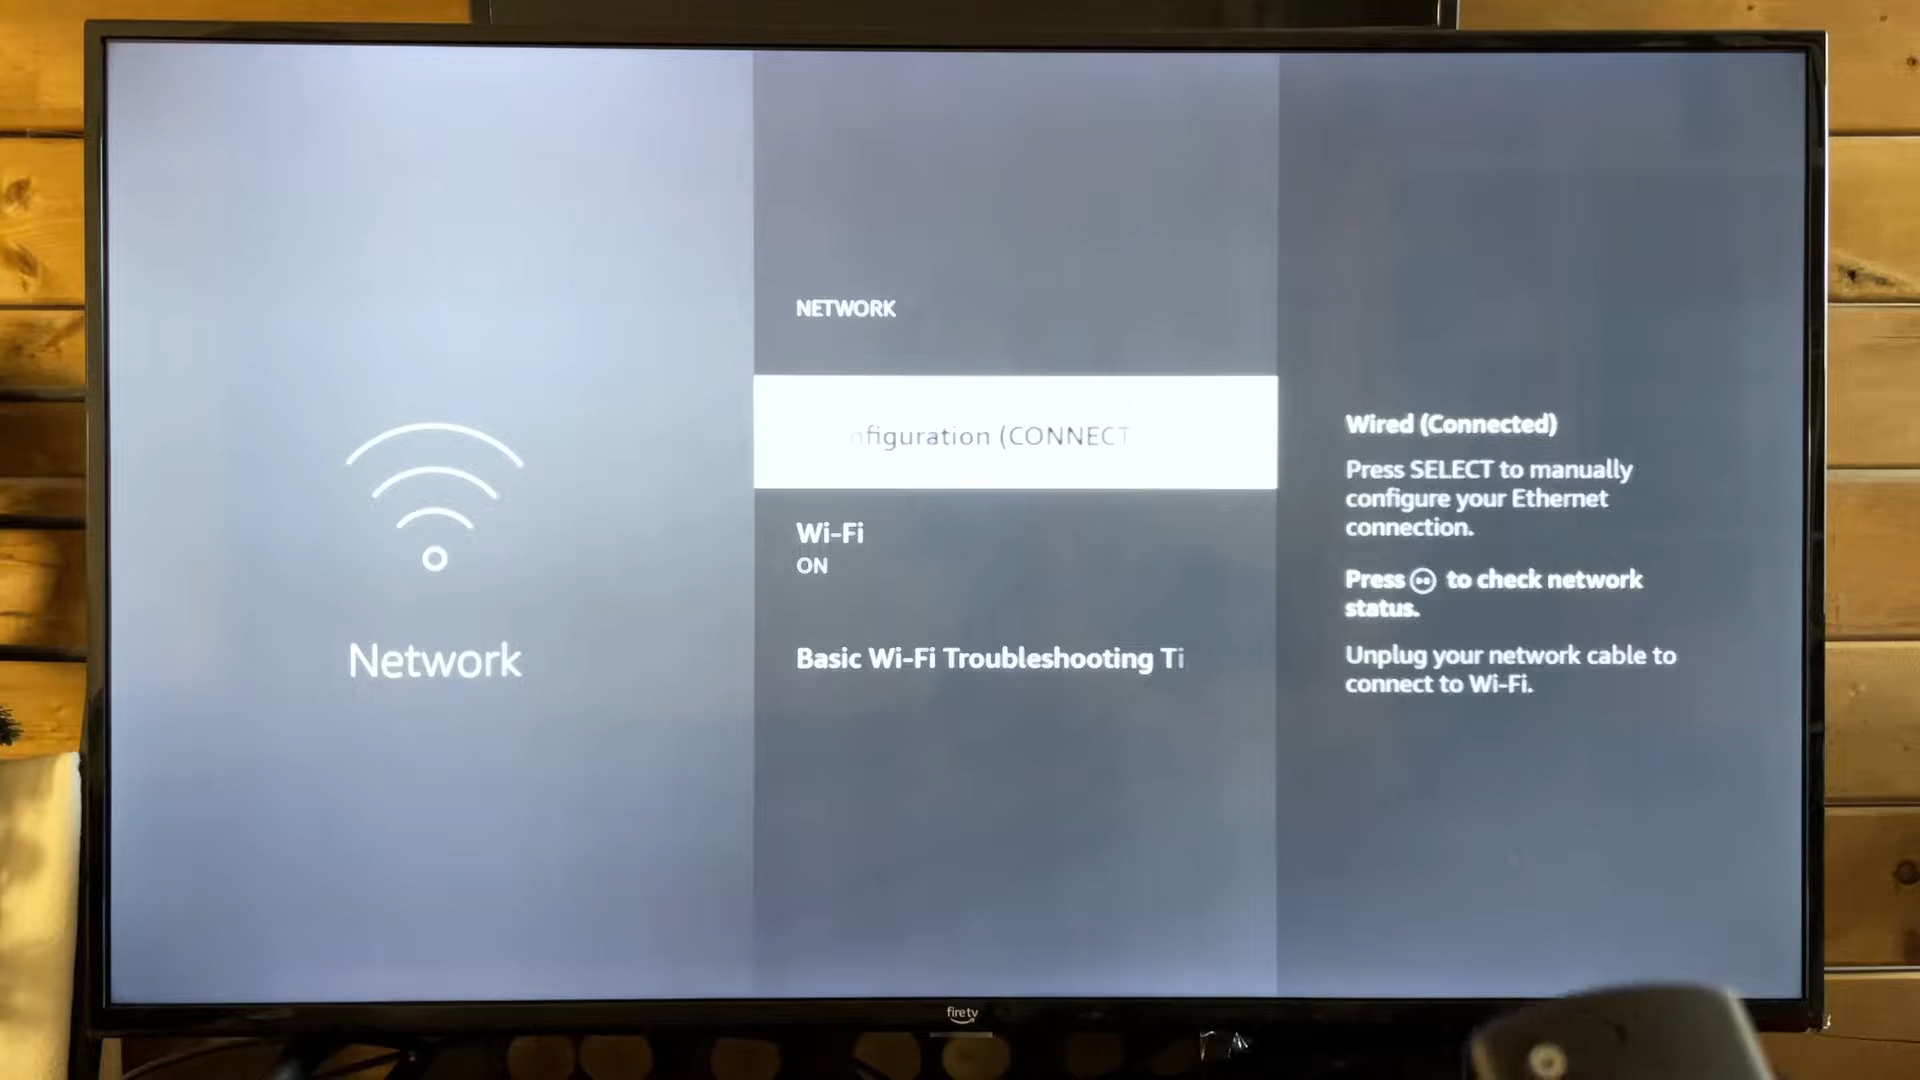 Network
NETWORK
nfiguration (CONNECT
Wi-Fi
ON
Basic Wi-Fi Troubleshooting Ti
Wired (Connected)
Press SELECT to manually
configure your Ethernet
connection.
Press to check network
status.
Unplug your network cable to
connect to Wi-Fi.
firetv